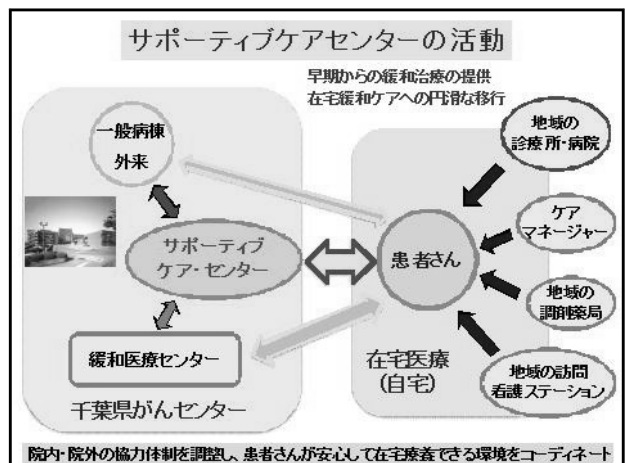 サポーティブケアセンターの活動
早期からの緩和治療の提供
在宅緩和ケアへの円滑な移行
一般病棟
外来
サポーティブ
ケア・センター
緩和医療センター
千葉県がんセンター
患者さん
在宅医療
(自宅)
地域の
診療所・病院
ケア
マネージャー
地域の
調剤薬局
地域の訪問
看護ステーション
院内・院外の協力体制を調整し、患者さんが安心して在宅療養できる環境をコーディネート